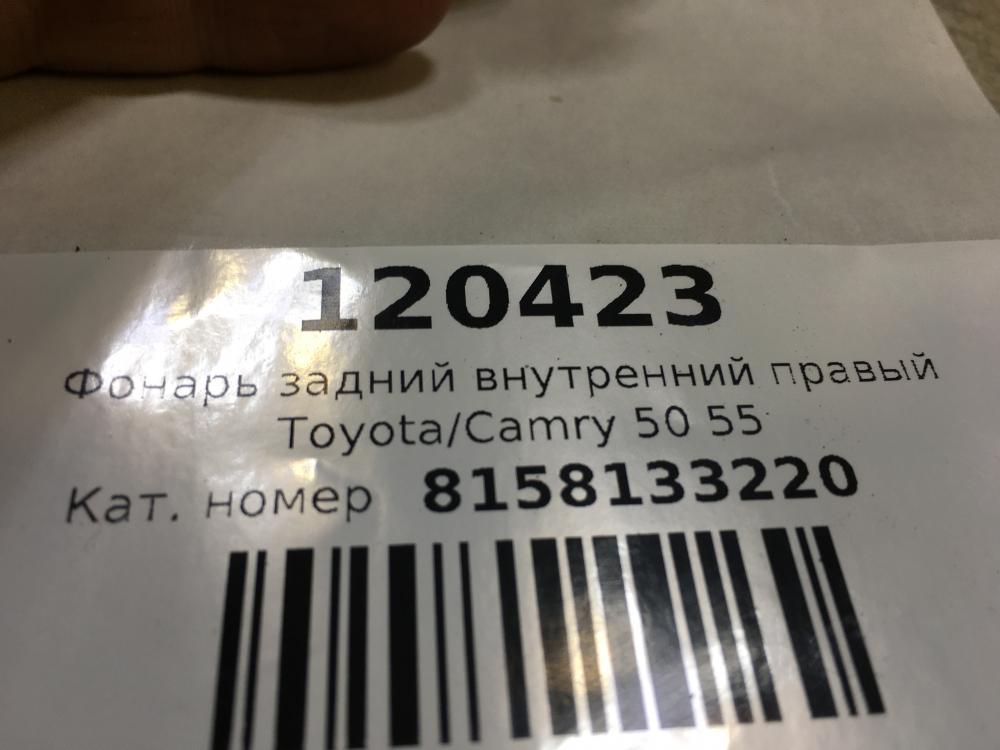 120423
Фонарь задний внутренний правый
Toyota/Camry 50 55
Кат. номер 8158133220